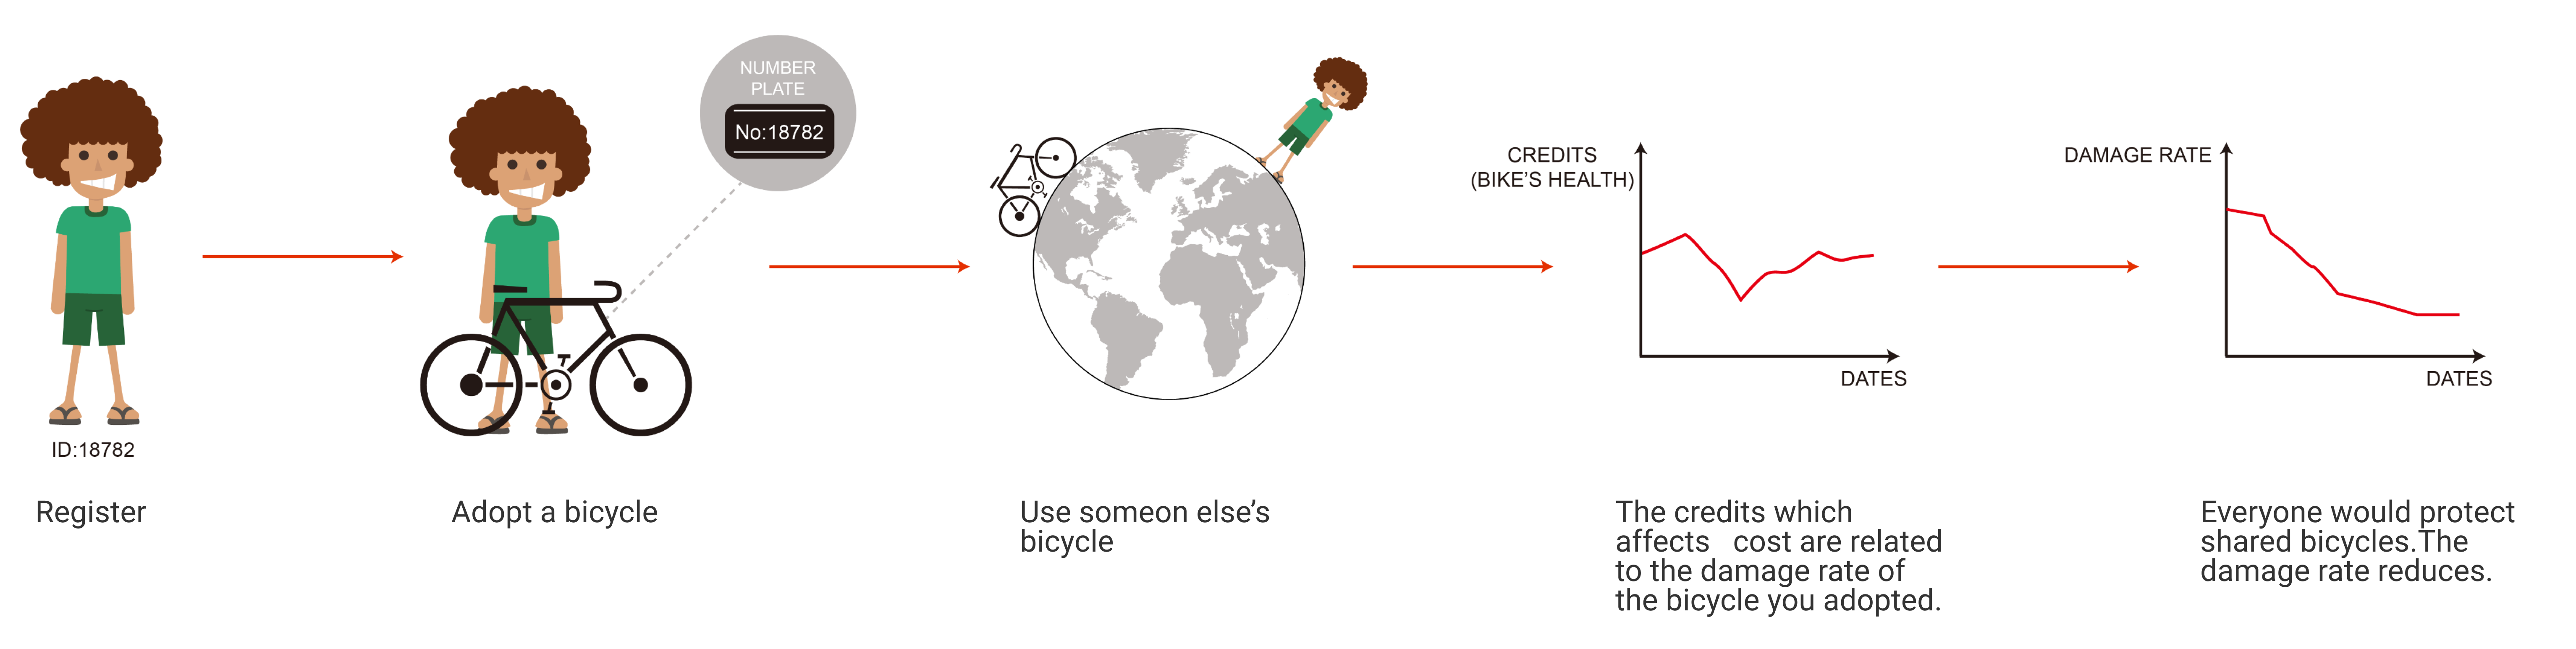 ID:18782
Register
NUMBER
PLATE
No:18782
Adopt a bicycle
Use someon else’s
bicycle
CREDITS
(BIKE’S HEALTH)
DATES
The credits which
affects   cost are related
to the damage rate of
the bicycle you adopted.
DAMAGE RATE
DATES
Everyone would protect
shared bicycles.The
damage rate reduces.